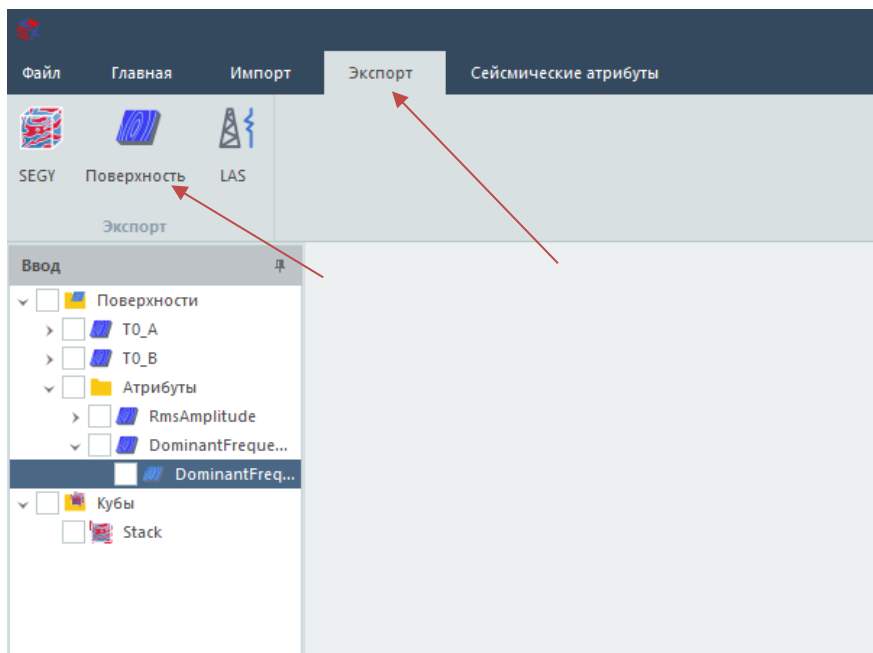 Файл Главная Импорт Экспорт Сейсмические атрибуты
SEGY Поверхность LAS
Экспорт
Ввод
Поверхности
T0_A
T0_B
Атрибуты
RmsAmplitude
DominantFreque...
DominantFreq...
Кубы
Stack